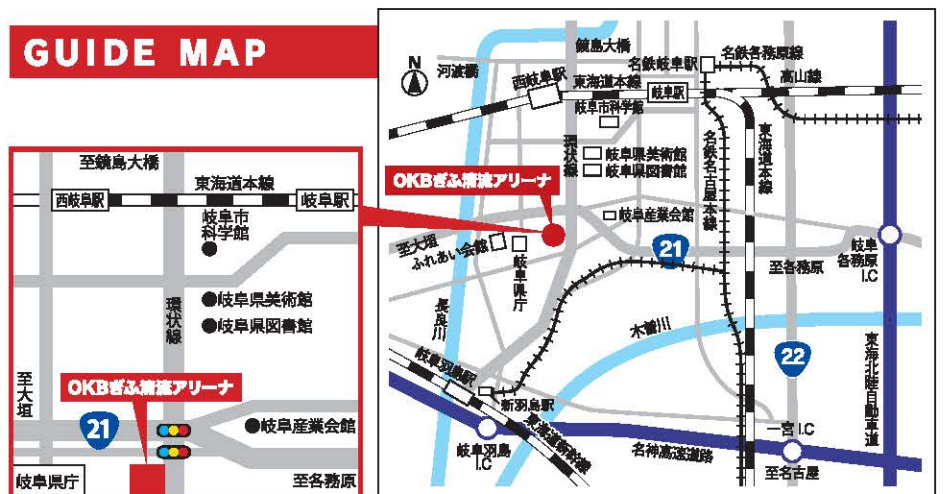 GUIDE MAP
至鏡島大橋
東海道本線
西岐阜駅
岐阜駅
岐阜市
科学館
環状線
●岐阜県美術館
●岐阜県図書館
至大垣
OKBぎふ清流アリーナ
21
●岐阜産業会館
岐阜県庁
至各務原
N
河渡橋
鏡島大橋
名鉄岐阜駅
名鉄各務原線
西岐阜駅
東海道本線
岐阜駅
高山線
岐阜市科学館
環状線
名鉄名古屋本線
東海道本線
岐阜県美術館
岐阜県図書館
OKBぎふ清流アリーナ
岐阜産業会館
至大垣
ふれあい会館
岐阜県庁
21
至各務原
岐阜
各務原
I.C
長良川
木曽川
22
東海北陸自動車道
岐阜羽島駅
新羽島駅
東海道新幹線
岐阜羽島
I.C
名神高速道路
一宮 I.C
至名古屋